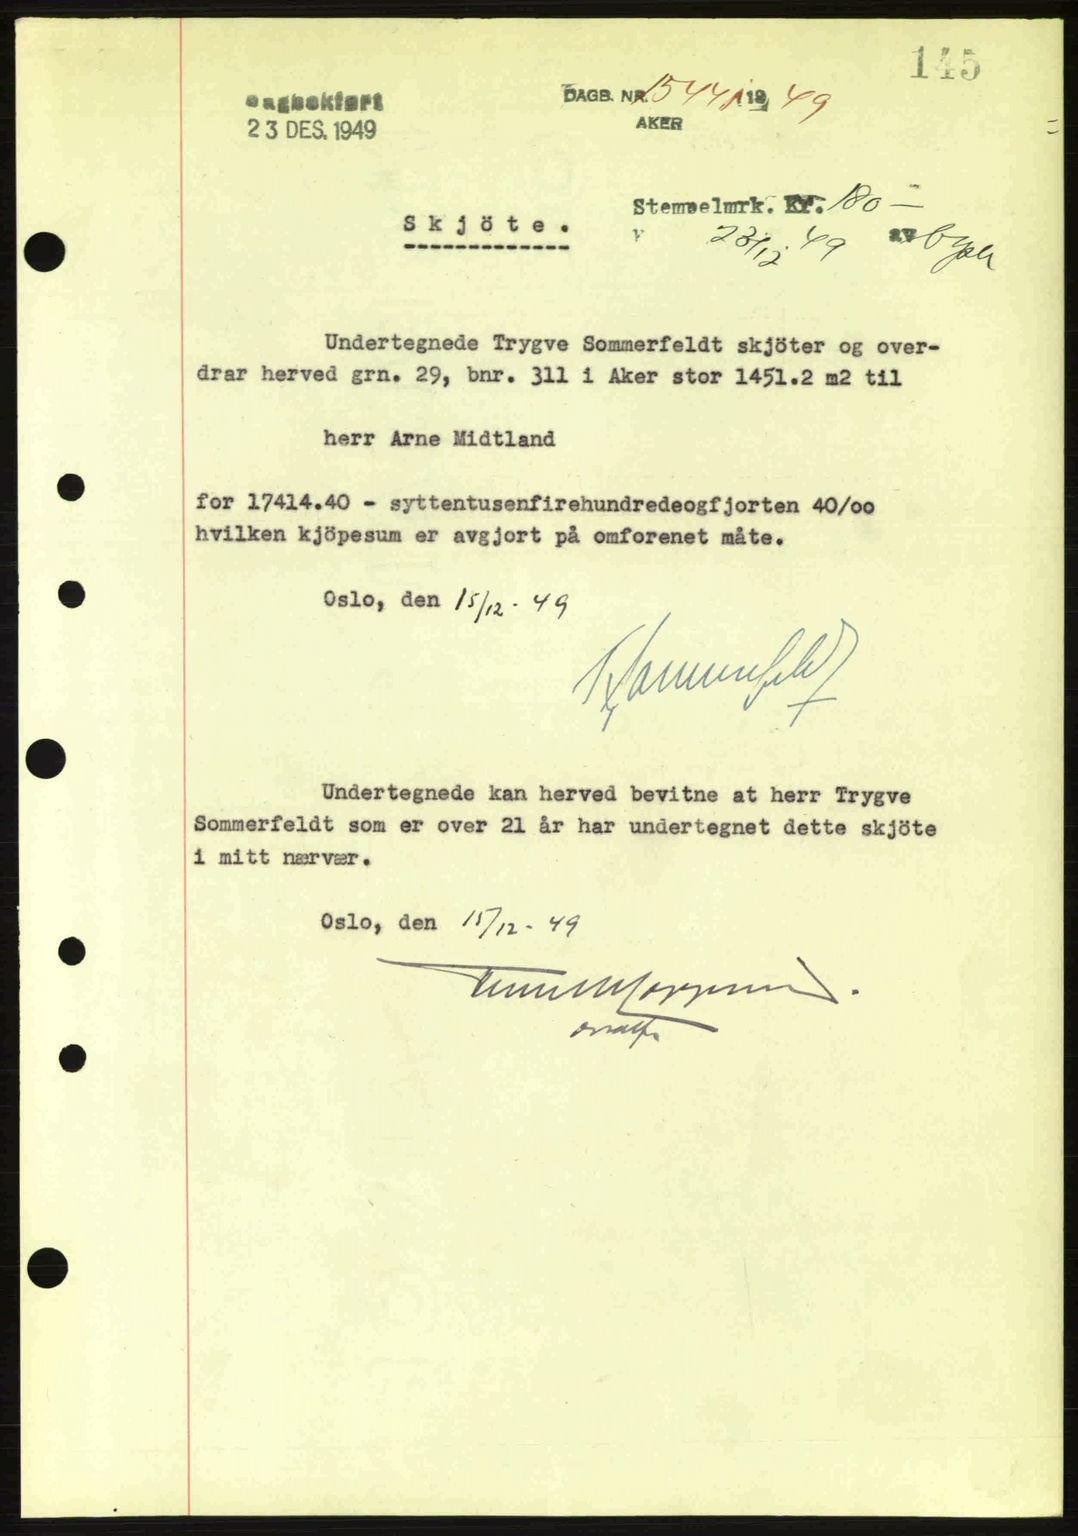 145
Dagbokført
23 DES. 1949
DAGB. NR. 15441 19 49
AKER
Stempelmrk. Kr. 180 —
23/12. 49 av
Skjöte.
Undertegnede Trygve Sommerfeldt skjöter og over-
drar herved grn. 29, bnr. 311 i Aker stor 1451.2 m2 til
herr Arne Midtland
for 17414.40 - syttentusenfirehundredeogfjorten 40/oo
hvilken kjöpesum er avgjort på omforenet måte.
Oslo, den 15/12. 49
Tr Sommerfeldt
Undertegnede kan herved bevitne at herr Trygve
Sommerfeldt som er over 21 år har undertegnet dette skjöte
i mitt nærvær.
Oslo, den 15/12. 49